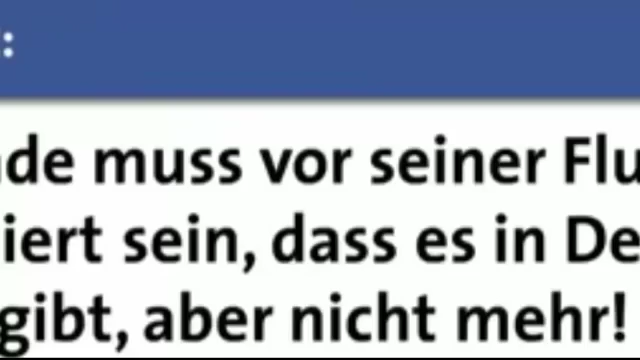 :
de muss vor seiner Flu
iert sein, dass es in De
gibt, aber nicht mehr!